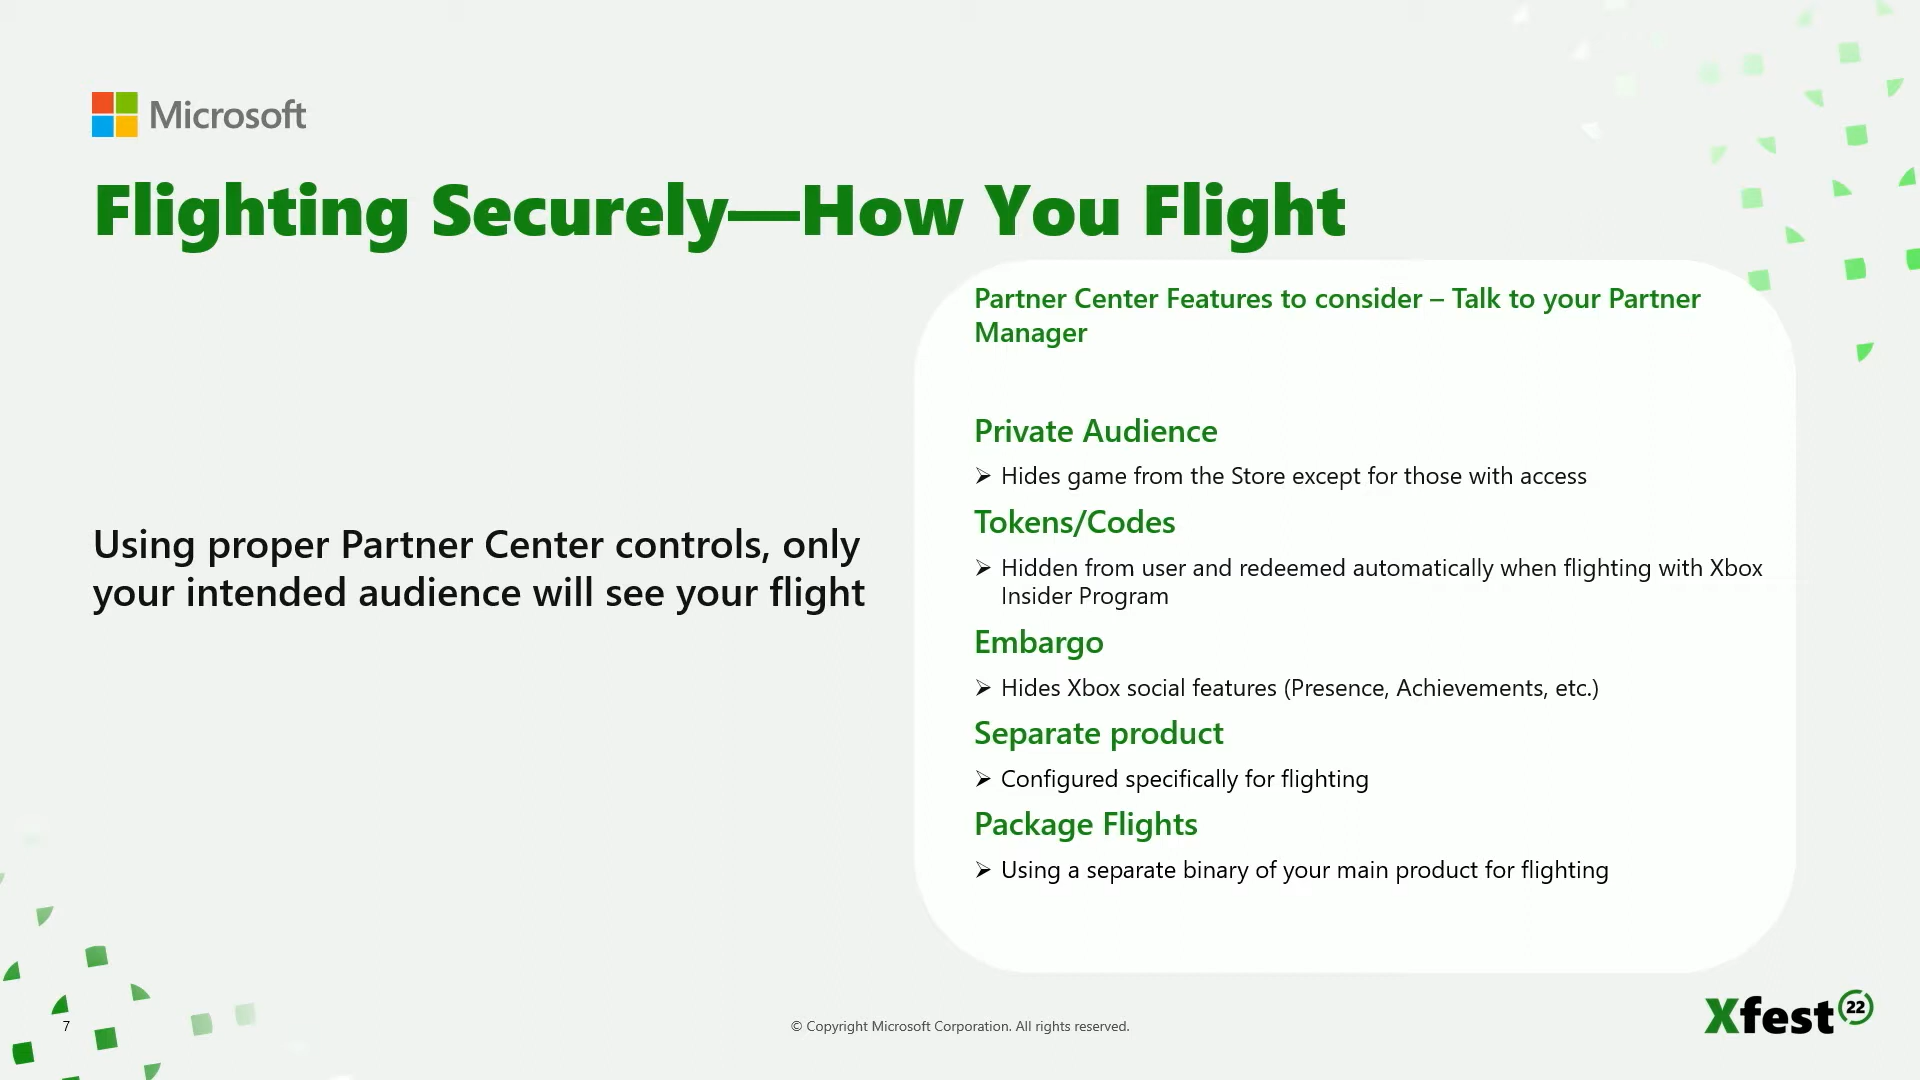 Microsoft
Flighting Securely—How You Flight
Using proper Partner Center controls, only
your intended audience will see your flight
Partner Center Features to consider – Talk to your Partner
Manager
Private Audience
➢ Hides game from the Store except for those with access
Tokens/Codes
➢ Hidden from user and redeemed automatically when flighting with Xbox
Insider Program
Embargo
➢ Hides Xbox social features (Presence, Achievements, etc.)
Separate product
➢ Configured specifically for flighting
Package Flights
➢ Using a separate binary of your main product for flighting
7
© Copyright Microsoft Corporation. All rights reserved.
Xfest 22